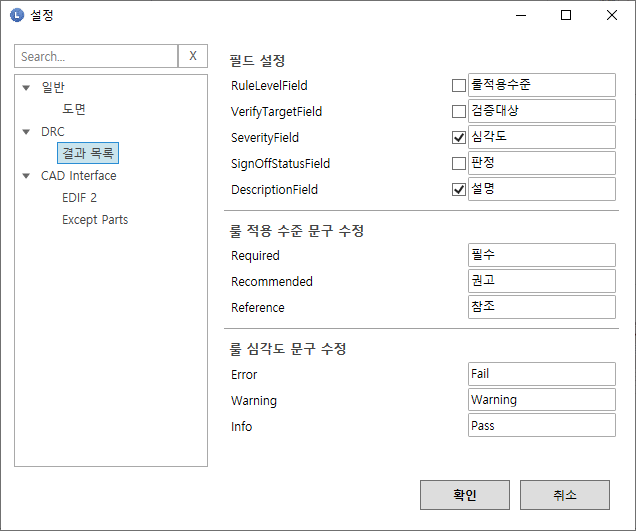 L 설정
Search... X
일반
도면
DRC
결과 목록
CAD Interface
EDIF 2
Except Parts
필드 설정
RuleLevelField 룰적용수준
VerifyTargetField 검증대상
SeverityField 심각도
SignOffStatusField 판정
DescriptionField 설명
룰 적용 수준 문구 수정
Required 필수
Recommended 권고
Reference 참조
룰 심각도 문구 수정
Error Fail
Warning Warning
Info Pass
확인 취소